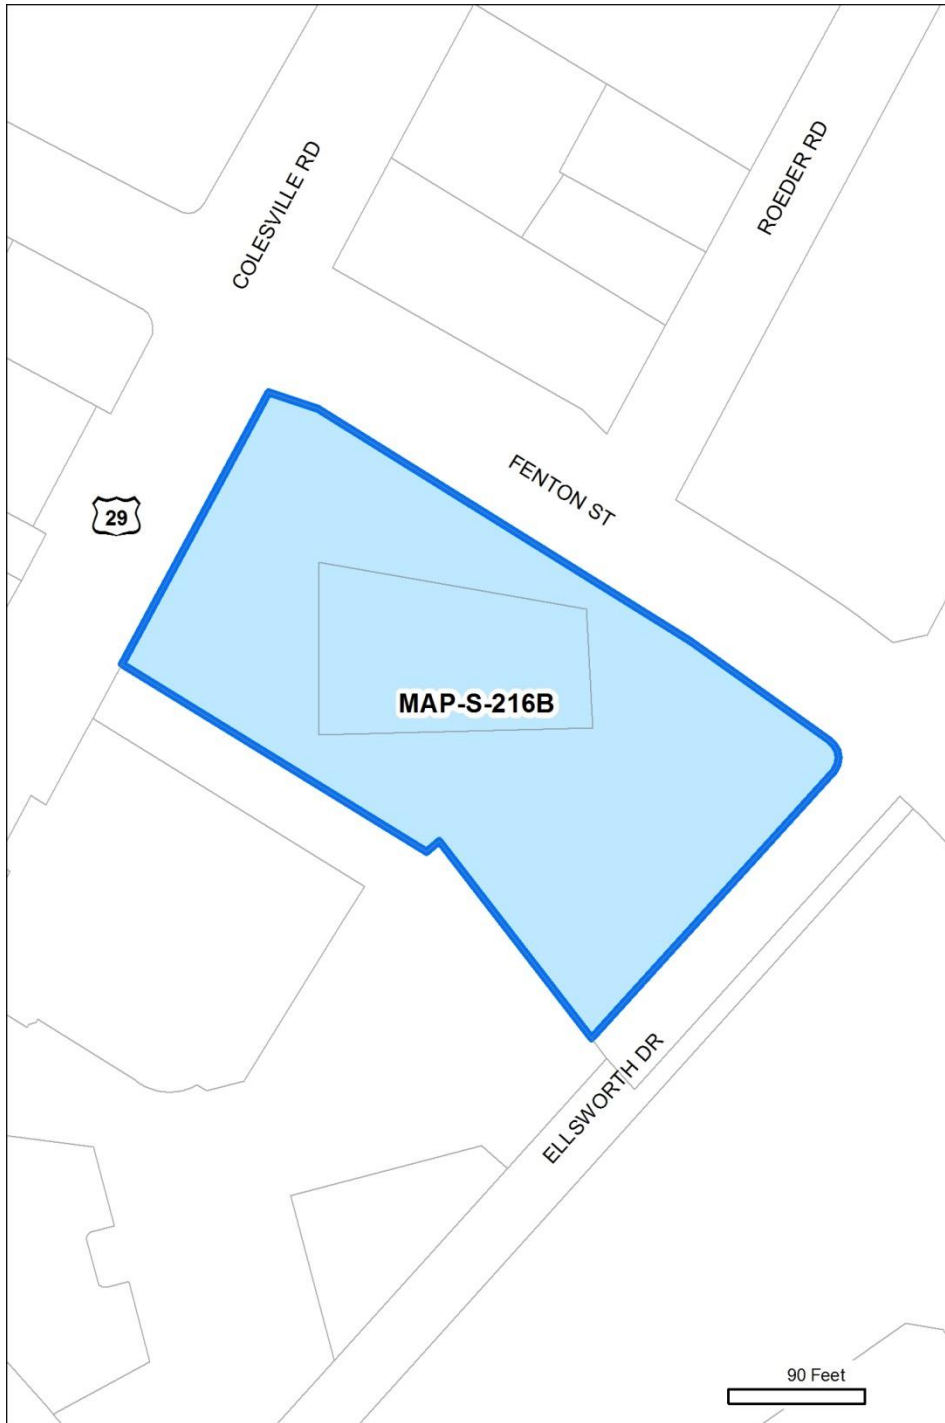 COLESVILLE RD
ROEDER RD
FENTON ST
29
MAP-S-216B
ELLSWORTH DR
90 Feet